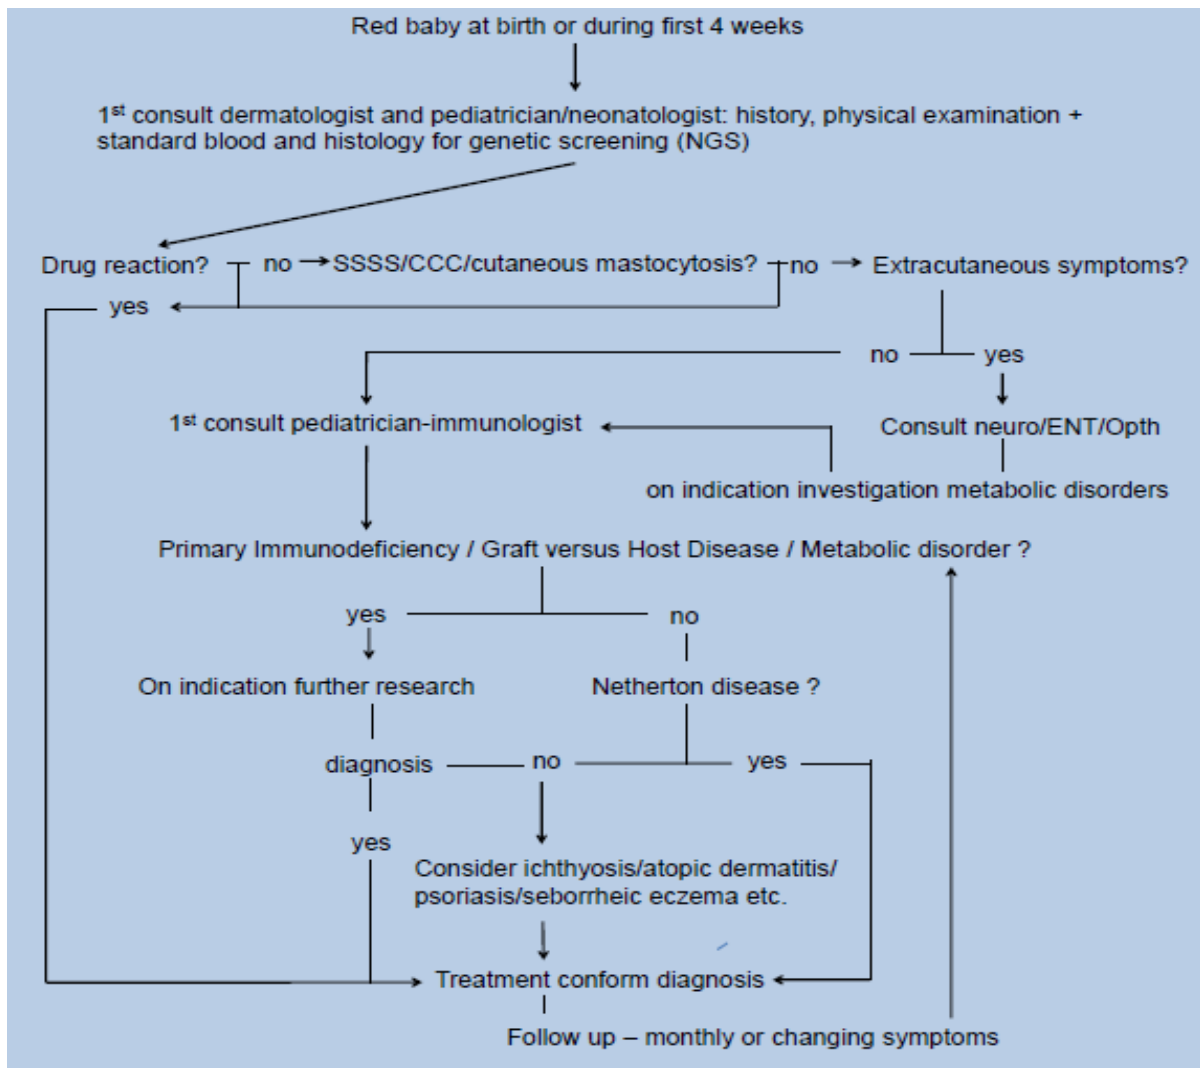 Red baby at birth or during first 4 weeks
1st consult dermatologist and pediatrician/neonatologist: history, physical examination +
standard blood and histology for genetic screening (NGS)
Drug reaction? no SSSS/CCC/cutaneous mastocytosis? no Extracutaneous symptoms?
yes
no yes
1st consult pediatrician-immunologist Consult neuro/ENT/Opth
on indication investigation metabolic disorders
Primary Immunodeficiency / Graft versus Host Disease / Metabolic disorder ?
yes no
On indication further research Netherton disease ?
diagnosis no yes
yes
Consider ichthyosis/atopic dermatitis/
psoriasis/seborrheic eczema etc.
Treatment conform diagnosis
Follow up – monthly or changing symptoms